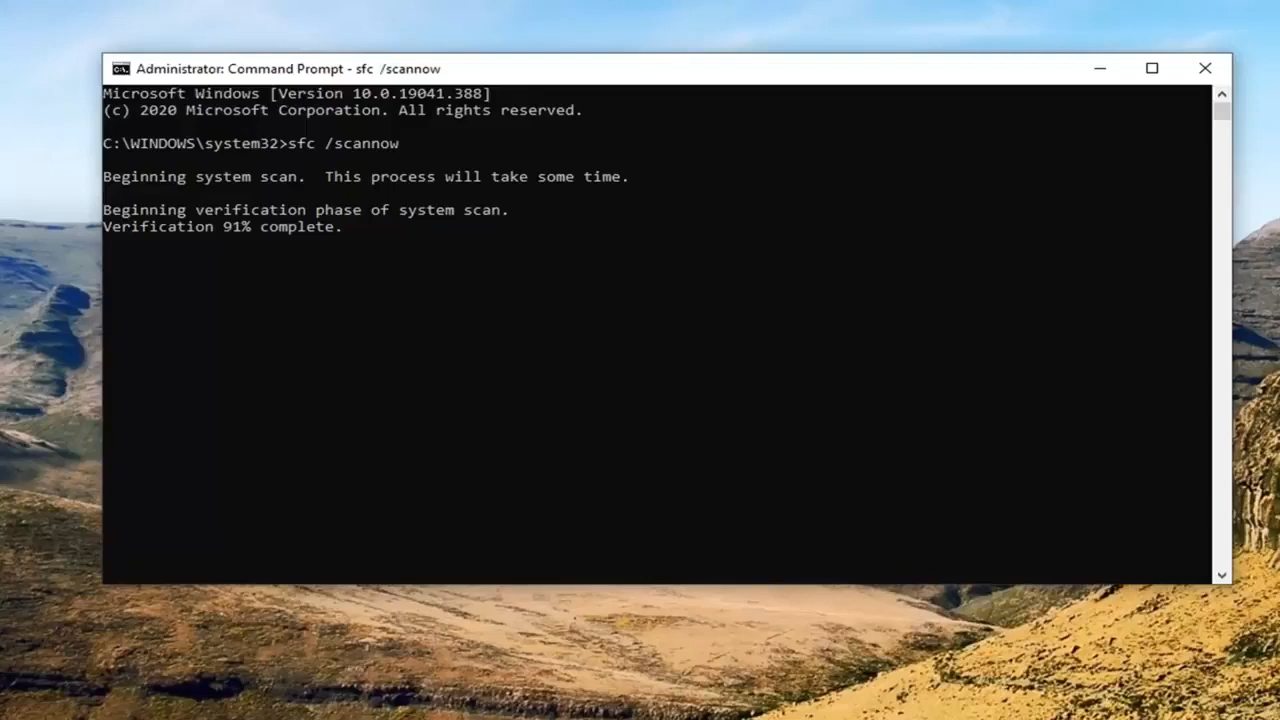 Administrator: Command Prompt - sfc  /scannow
Microsoft Windows [Version 10.0.19041.388]
(c) 2020 Microsoft Corporation. All rights reserved.
C:\WINDOWS\system32>sfc /scannow
Beginning system scan.  This process will take some time.
Beginning verification phase of system scan.
Verification 91% complete.